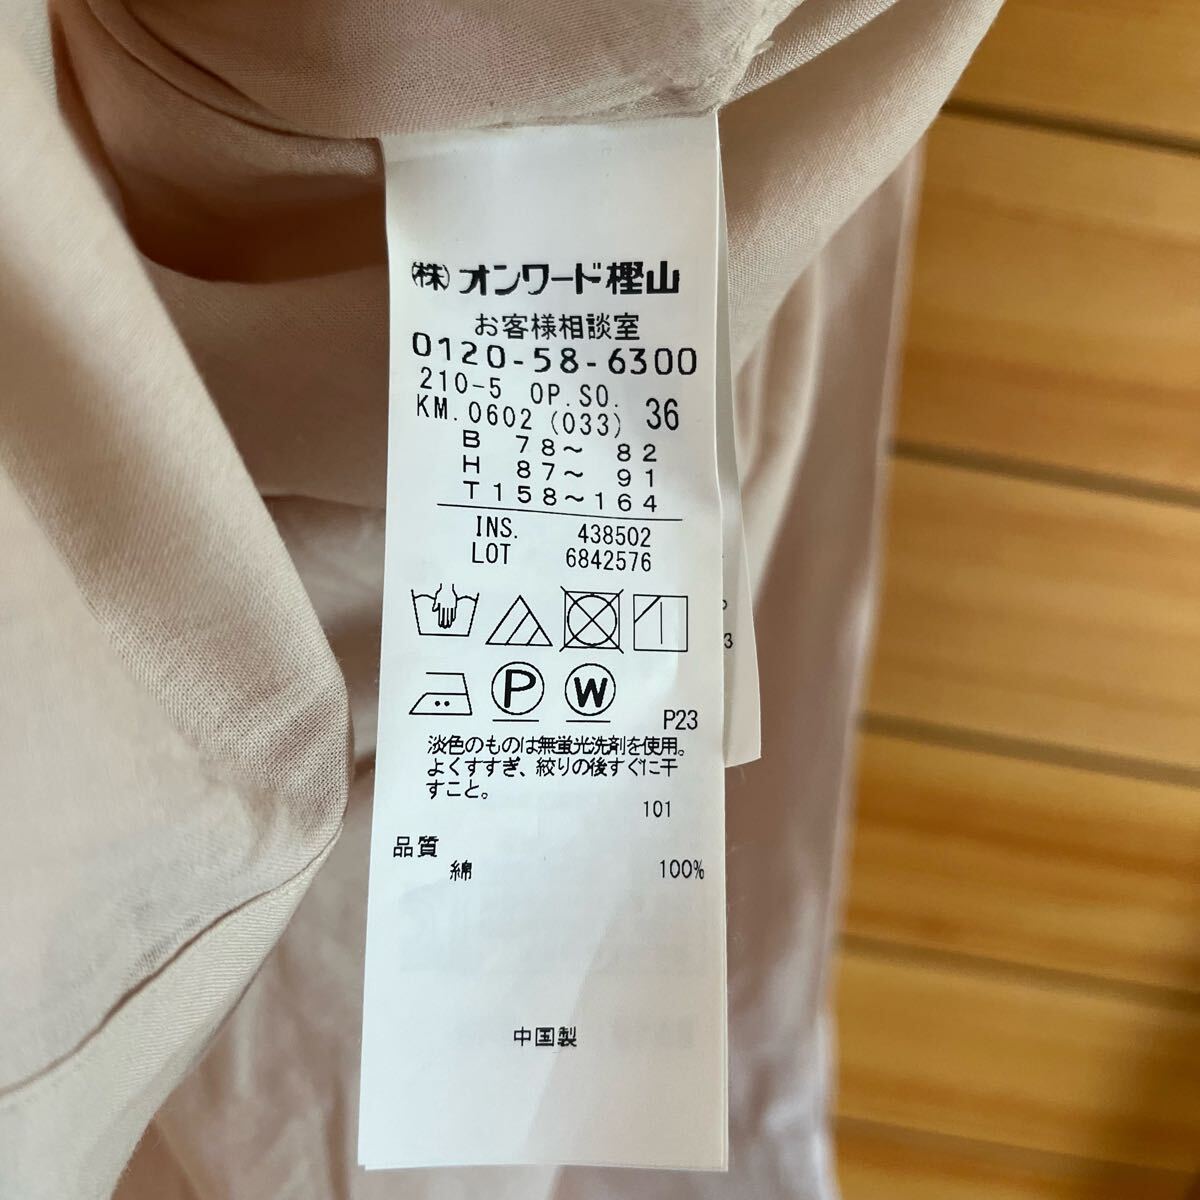 ㈱オンワード樫山
お客様相談室
0120-58-6300
210-5 OP.SO.
KM.0602 (033) 36
B 78～ 82
H 87～ 91
T158～164
INS. 438502
LOT 6842576
P
W
P23
淡色のものは無蛍光洗剤を使用。
よくすすぎ、絞りの後すぐに干
すこと。
101
品質
綿 100%
中国製
3